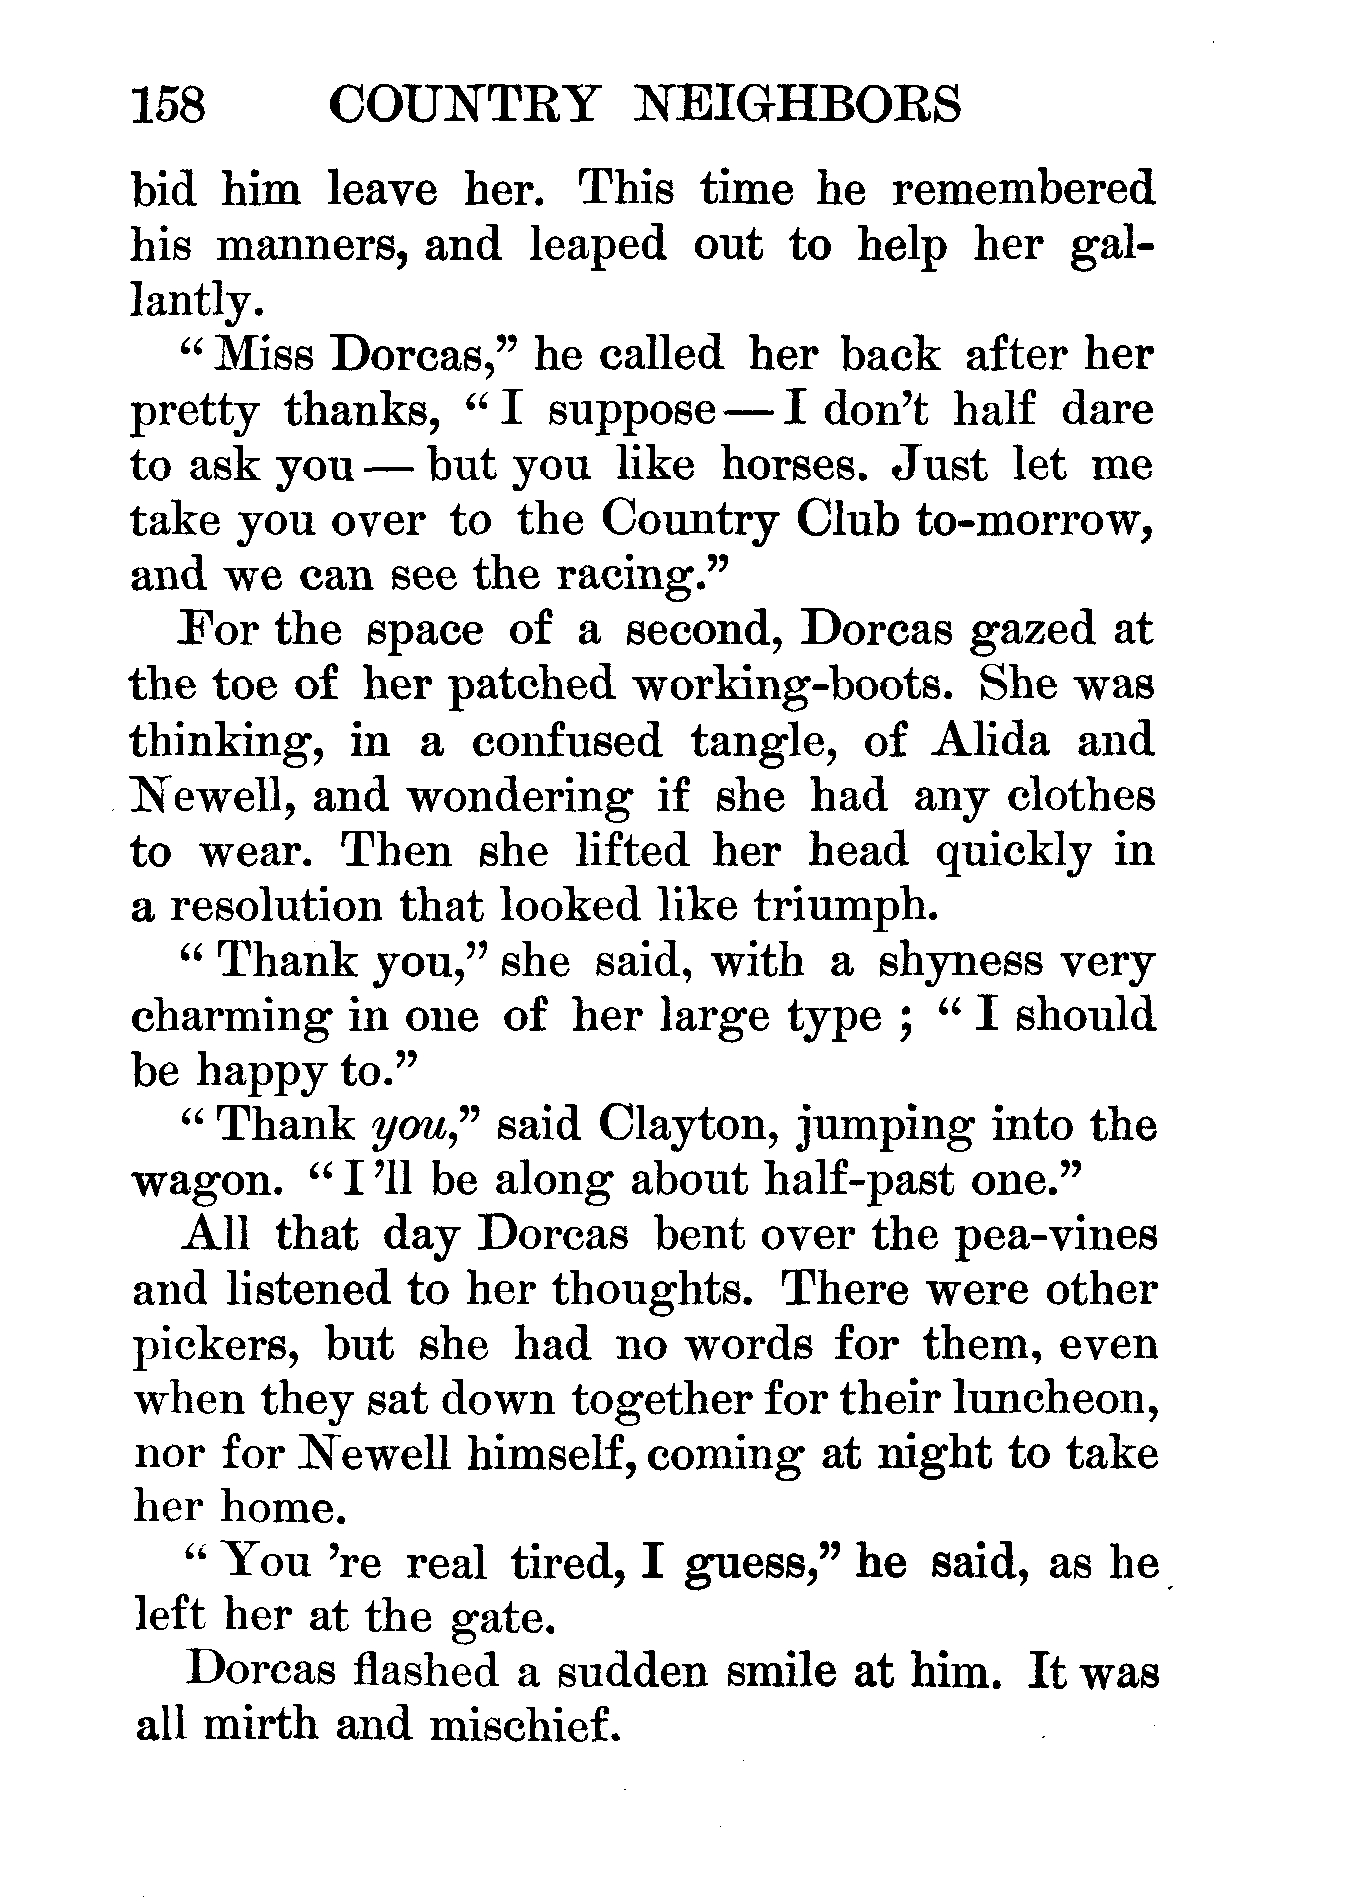 158 COUNTRY NEIGHBORS
bid him leave her. This time he remembered
his manners, and leaped out to help her gal-
lantly.
“ Miss Dorcas,” he called her back after her
pretty thanks, “ I suppose — I don’t half dare
to ask you — but you like horses. Just let me
take you over to the Country Club to-morrow,
and we can see the racing.”
For the space of a second, Dorcas gazed at
the toe of her patched working-boots. She was
thinking, in a confused tangle, of Alida and
Newell, and wondering if she had any clothes
to wear. Then she lifted her head quickly in
a resolution that looked like triumph.
“ Thank you,” she said, with a shyness very
charming in one of her large type ; “ I should
be happy to.”
“ Thank you,” said Clayton, jumping into the
wagon. “ I ’ll be along about half-past one.”
All that day Dorcas bent over the pea-vines
and listened to her thoughts. There were other
pickers, but she had no words for them, even
when they sat down together for their luncheon,
nor for Newell himself, coming at night to take
her home.
“ You ’re real tired, I guess,” he said, as he
left her at the gate.
Dorcas flashed a sudden smile at him. It was
all mirth and mischief.